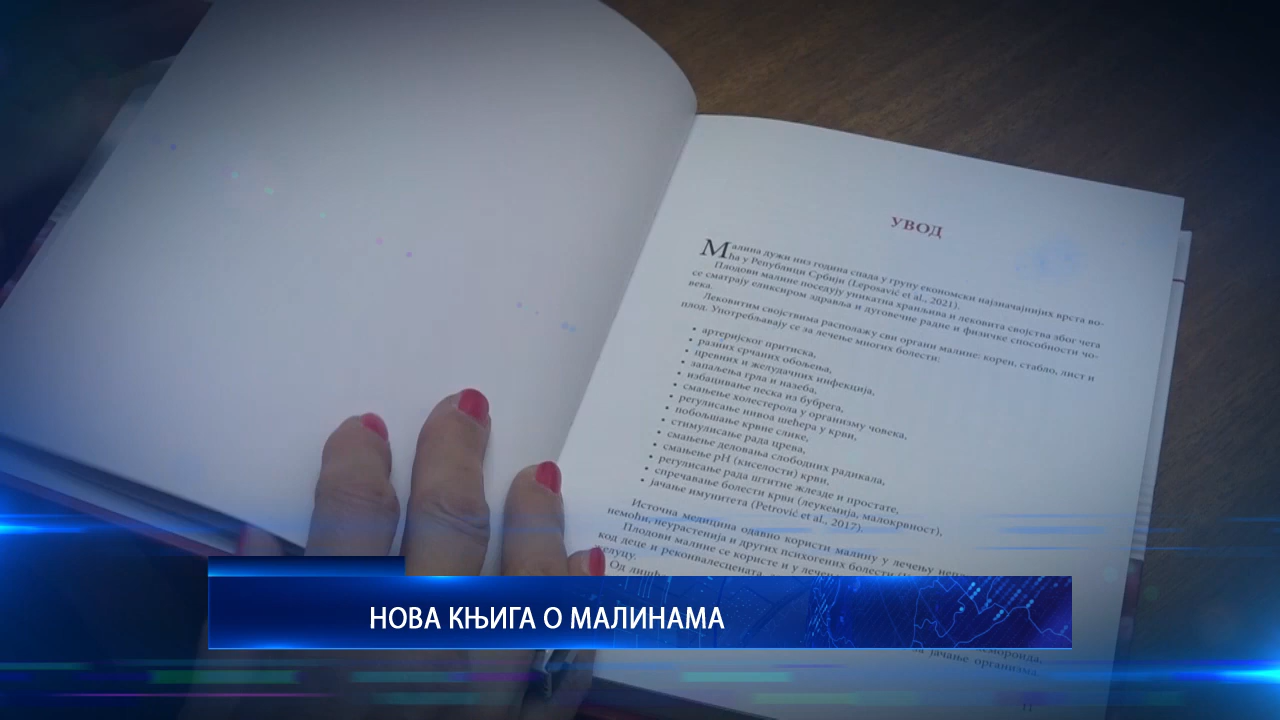 УВОД
Малина дужи низ година спада у групу економски најзначајнијих врста во-
ћа у Републици Србији (Leposavić et al., 2021).
Плодови малине поседују уникатна хранљива и лековита својства због чега
се сматрају еликсиром здравља и дуговечне радне и физичке способности чо-
века.
Лековитим својствима располажу сви органи малине: корен, стабло, лист и
плод. Употребљавају се за лечење многих болести:
• артеријског притиска,
• разних срчаних обољења,
• цревних и желудачних инфекција,
• запаљења грла и назеба,
• избацивање песка из бубрега,
• смањење холестерола у организму човека,
• регулисање нивоа шећера у крви,
• побољшање крвне слике,
• стимулисање рада црева,
• смањење деловања слободних радикала,
• смањење pH (киселости) крви,
• регулисање рада штитне жлезде и простате,
• спречавање болести крви (леукемија, малокрвност),
• јачање имунитета (Petrović et al., 2017).
Источна медицина одавно користи малину у лечењу
немоћи, неурастенија и других психогених болести
Плодови малине се користе и у лечењу
код деце и реконвалесцената
Од
НОВА КЊИГА О МАЛИНАМА
за јачање организма.
11